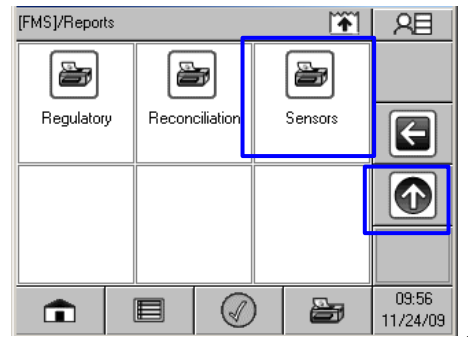 [FMS]/Reports
Regulatory
Reconciliation
Sensors
09:56
11/24/09